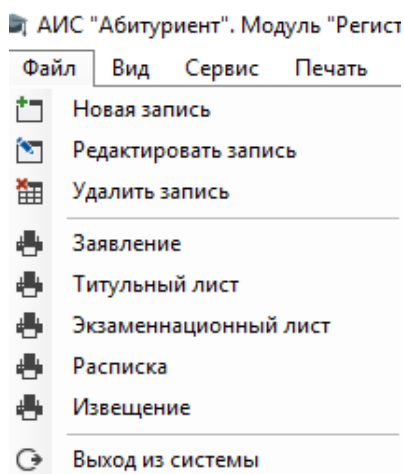 АИС "Абитуриент". Модуль "Регист
Файл Вид Сервис Печать
Новая запись
Редактировать запись
Удалить запись
Заявление
Титульный лист
Экзаменнационный лист
Расписка
Извещение
Выход из системы